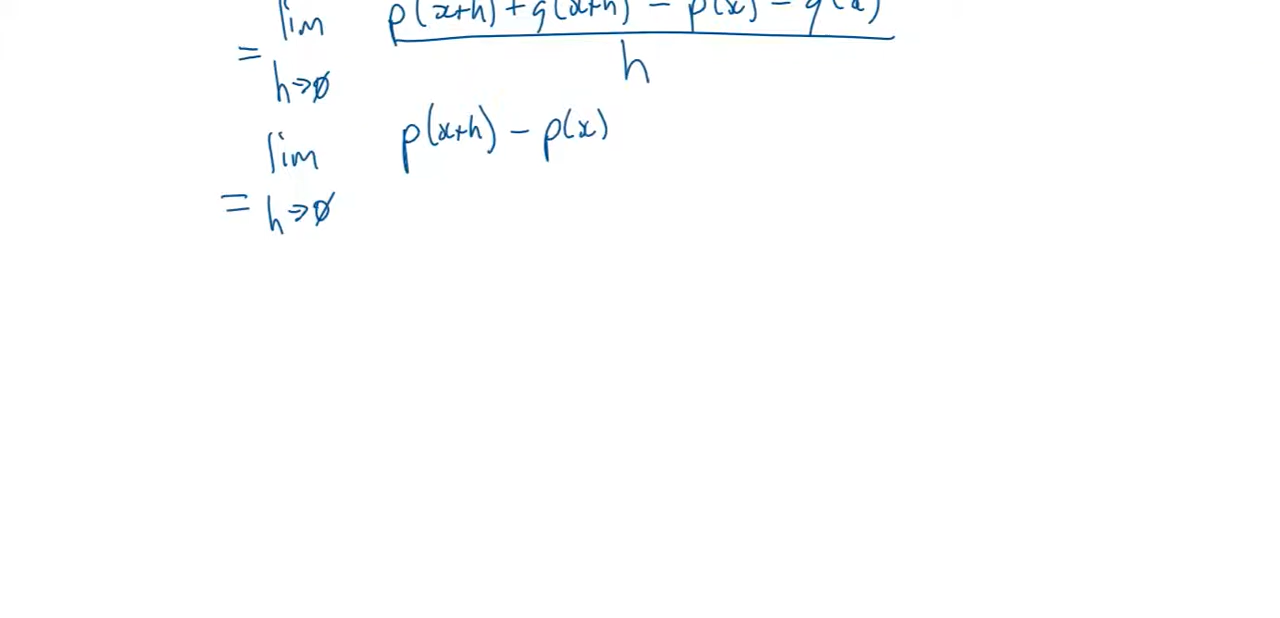 lim p(x+h) + q(x+h) - p(x) - q(x)
= h
h→0
lim p(x+h) - p(x)
= h→0